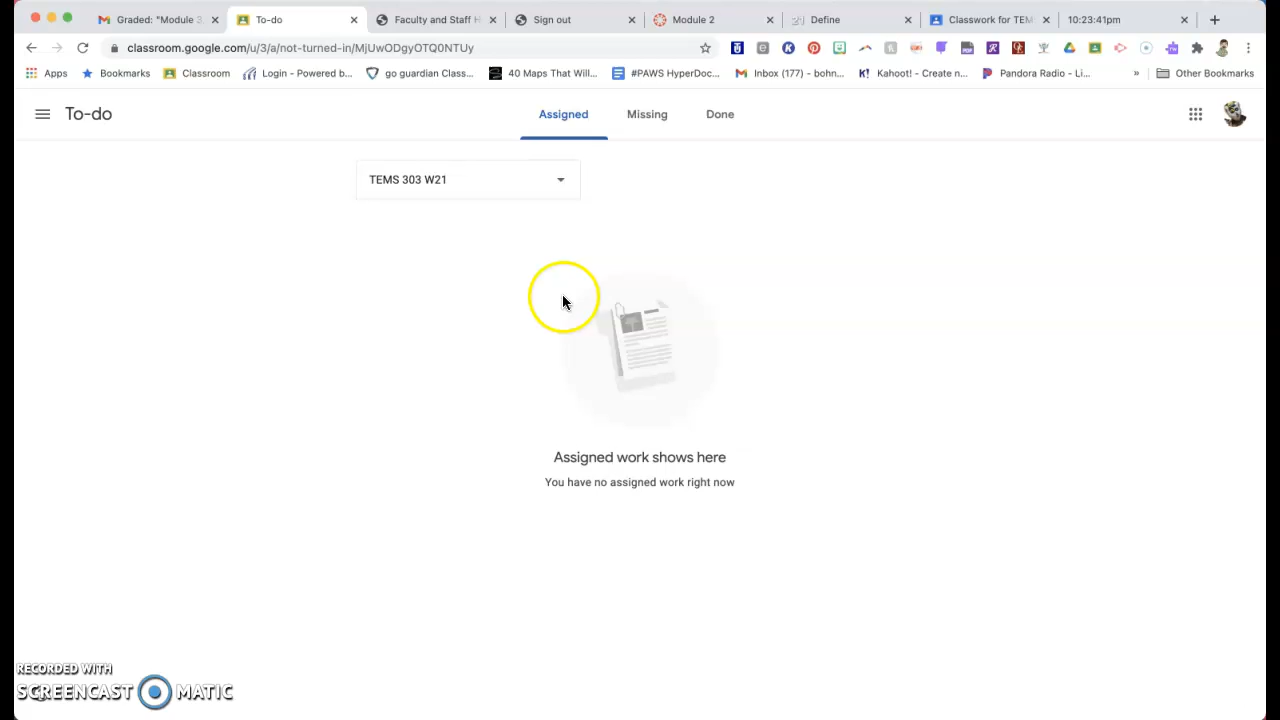 Graded: "Module 3,
To-do
Faculty and Staff H
Sign out
Module 2
Define
Classwork for TEM
10:23:41pm
classroom.google.com/u/3/a/not-turned-in/MjUwODgyOTQ0NTUy
Apps
Bookmarks
Classroom
Login - Powered b...
go guardian Class...
40 Maps That Will...
#PAWS HyperDoc...
Inbox (177) - bohn...
Kahoot! - Create n...
Pandora Radio - Li...
»
Other Bookmarks
To-do
Assigned
Missing
Done
TEMS 303 W21
Assigned work shows here
You have no assigned work right now
RECORDED WITH
SCREENCAST MATIC